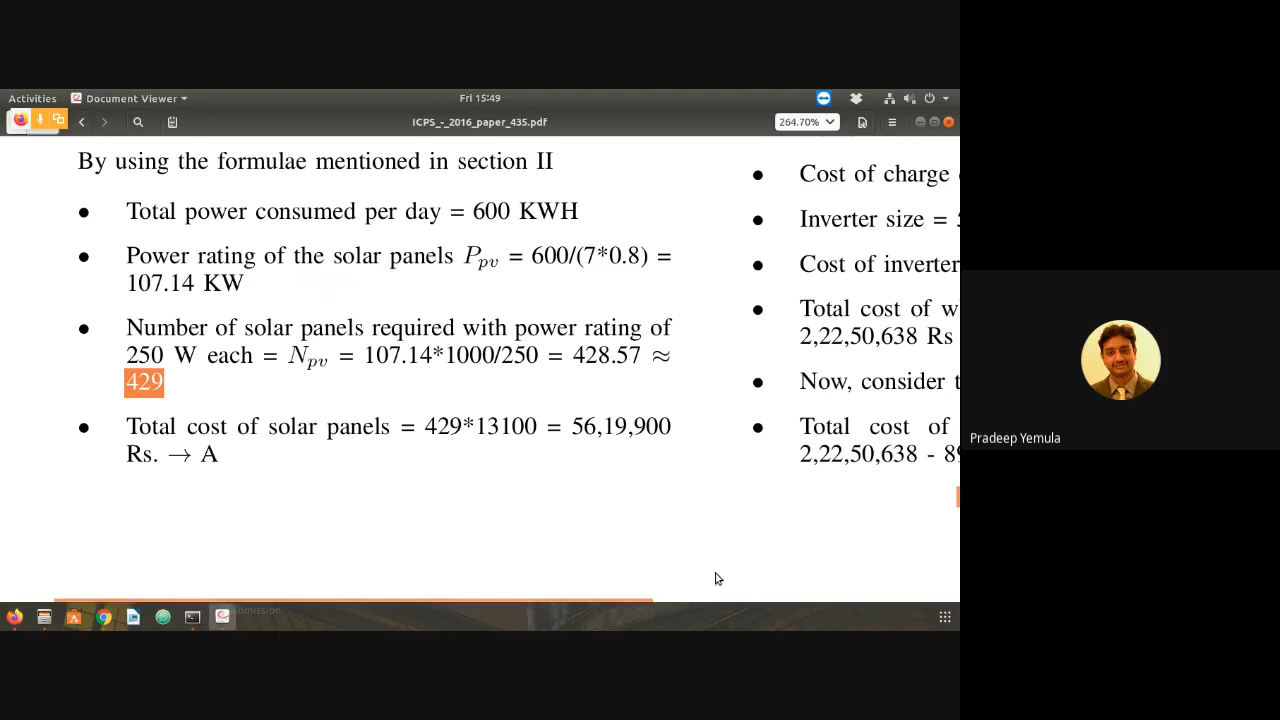 Activities Document Viewer Fri 15:49
ICPS_-_2016_paper_435.pdf 264.70%
By using the formulae mentioned in section II
● Total power consumed per day = 600 KWH
● Power rating of the solar panels Ppv = 600/(7*0.8) =
107.14 KW
● Number of solar panels required with power rating of
250 W each = Npv = 107.14*1000/250 = 428.57 ≈
429
● Total cost of solar panels = 429*13100 = 56,19,900
Rs. → A
● Cost of charge
● Inverter size =
● Cost of inverter
● Total cost of w
2,22,50,638 Rs
● Now, consider t
● Total cost of
2,22,50,638 - 89
Pradeep Yemula